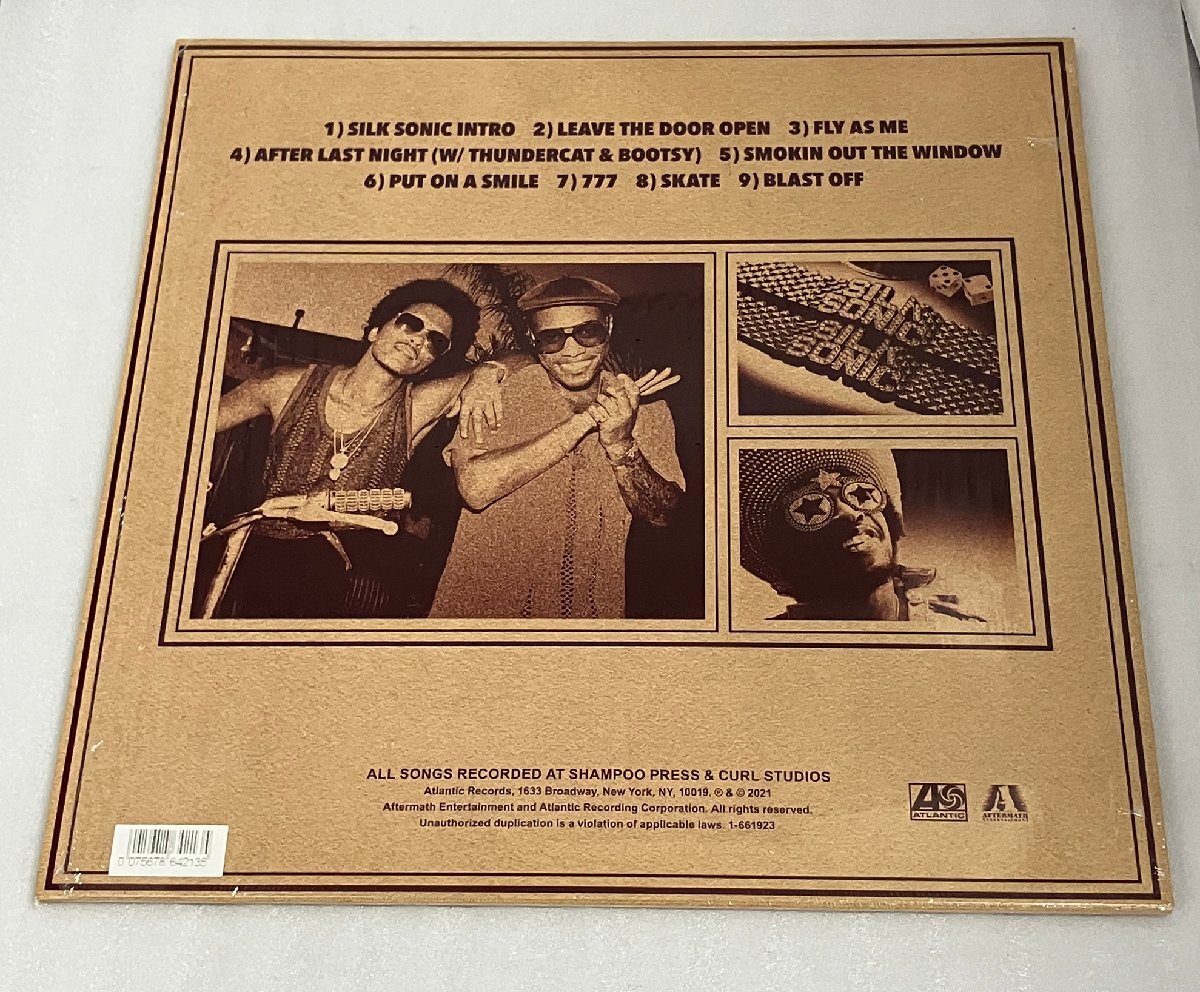 1) SILK SONIC INTRO 2) LEAVE THE DOOR OPEN 3) FLY AS ME
4) AFTER LAST NIGHT (W/ THUNDERCAT & BOOTSY) 5) SMOKIN OUT THE WINDOW
6) PUT ON A SMILE 7) 777 8) SKATE 9) BLAST OFF
SILK
SONIC
SILK
SONIC
ALL SONGS RECORDED AT SHAMPOO PRESS & CURL STUDIOS
Atlantic Records, 1633 Broadway, New York, NY, 10019. ℗ & © 2021
Aftermath Entertainment and Atlantic Recording Corporation. All rights reserved.
Unauthorized duplication is a violation of applicable laws. 1-661923
ATLANTIC
AFTERMATH
ENTERTAINMENT
0 075678 642135